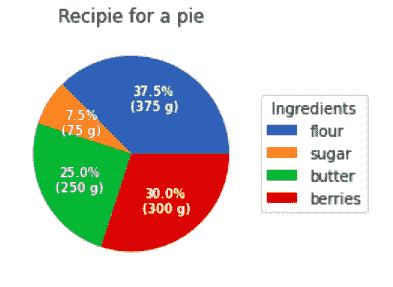 Recipie for a pie
37.5%
(375 g)
7.5%
(75 g)
25.0%
(250 g)
30.0%
(300 g)
Ingredients
flour
sugar
butter
berries